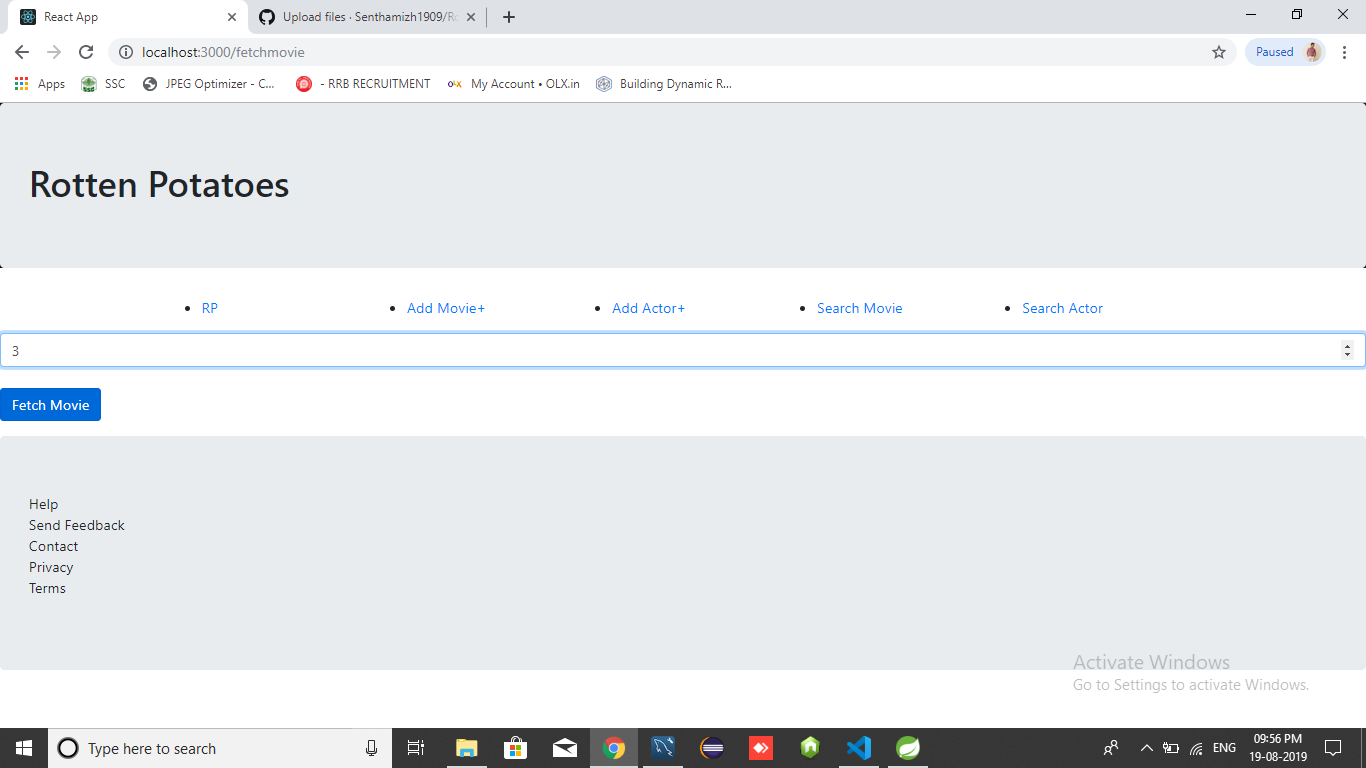 React App
Upload files · Senthamizh1909/Ro
localhost:3000/fetchmovie
Paused
Apps
SSC
JPEG Optimizer - C...
- RRB RECRUITMENT
OLX
My Account • OLX.in
Building Dynamic R...
Rotten Potatoes
• RP
• Add Movie+
• Add Actor+
• Search Movie
• Search Actor
3
Fetch Movie
Help
Send Feedback
Contact
Privacy
Terms
Activate Windows
Go to Settings to activate Windows.
Type here to search
ENG
09:56 PM
19-08-2019